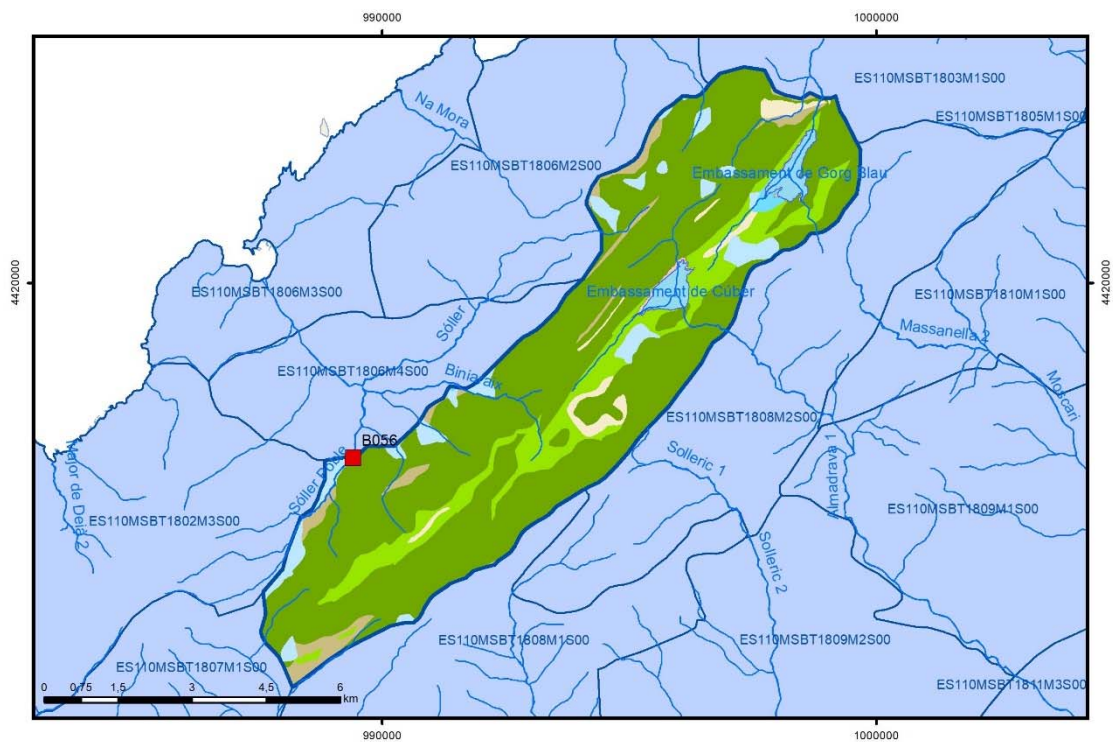 990000
1000000
ES110MSBT1803M1S00
Na Mora
ES110MSBT1805M1S00
ES110MSBT1806M2S00
Embassament de Gorg Blau
4420000
4420000
ES110MSBT1806M3S00
Embassament de Cúber
ES110MSBT1810M1S00
Sóller
Massanella 2
ES110MSBT1806M4S00
Biniaraix
Moscari
ES110MSBT1808M2S00
B056
Almadrava 1
Solleric 1
Major de Deià 2
Sóller Doble
ES110MSBT1802M3S00
ES110MSBT1809M1S00
Solleric 2
ES110MSBT1808M1S00
ES110MSBT1809M2S00
ES110MSBT1807M1S00
ES110MSBT1811M3S00
0 0,75 1,5 3 4,5 6
km
990000
1000000